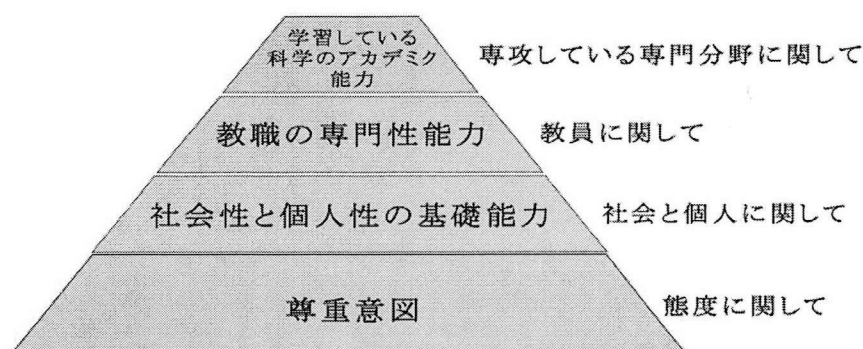 学習している
科学のアカデミク
能力
専攻している専門分野に関して
教職の専門性能力
教員に関して
社会性と個人性の基礎能力
社会と個人に関して
尊重意図
態度に関して